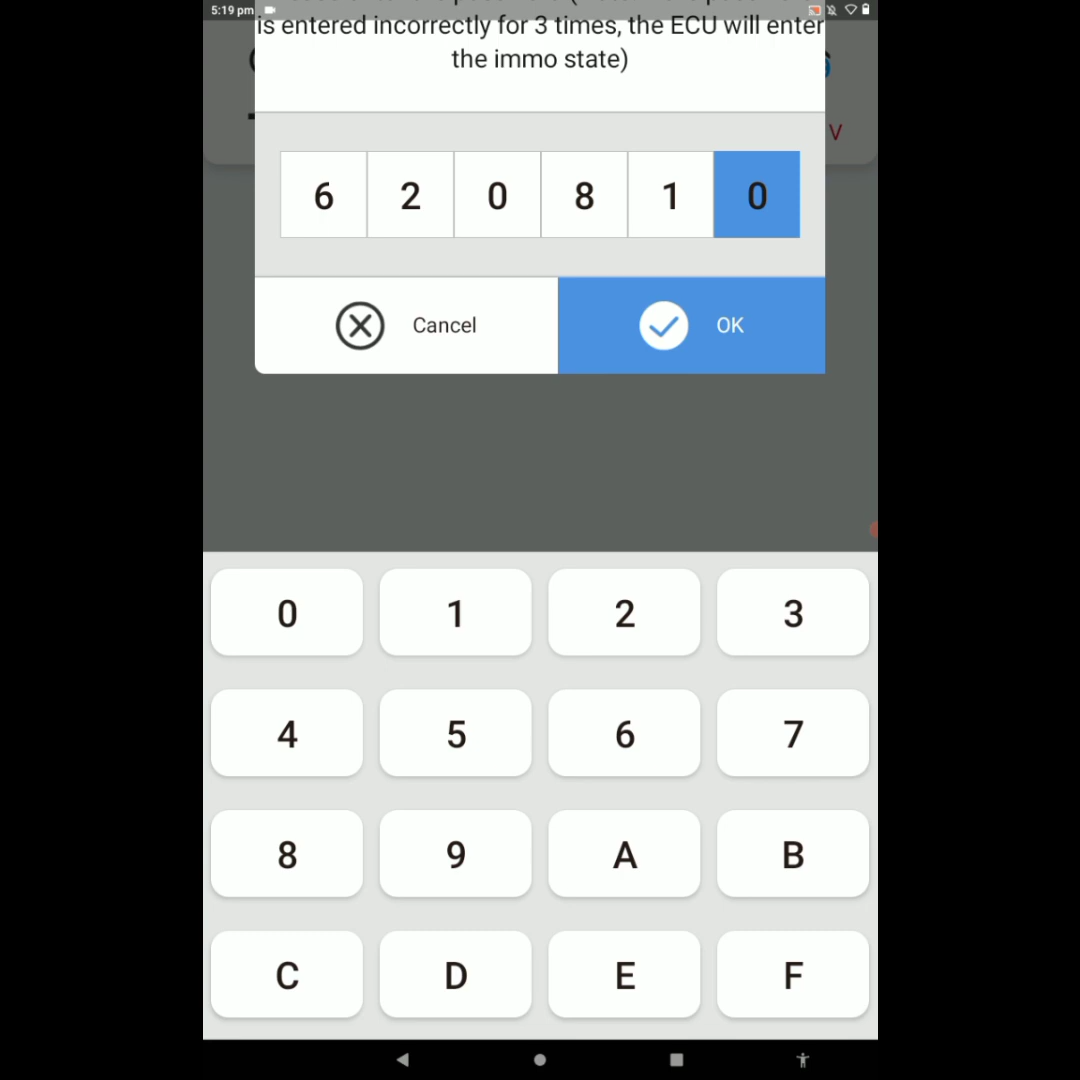 5:19 pm
is entered incorrectly for 3 times, the ECU will enter
the immo state)
V
6 2 0 8 1 0
Cancel OK
0 1 2 3
4 5 6 7
8 9 A B
C D E F